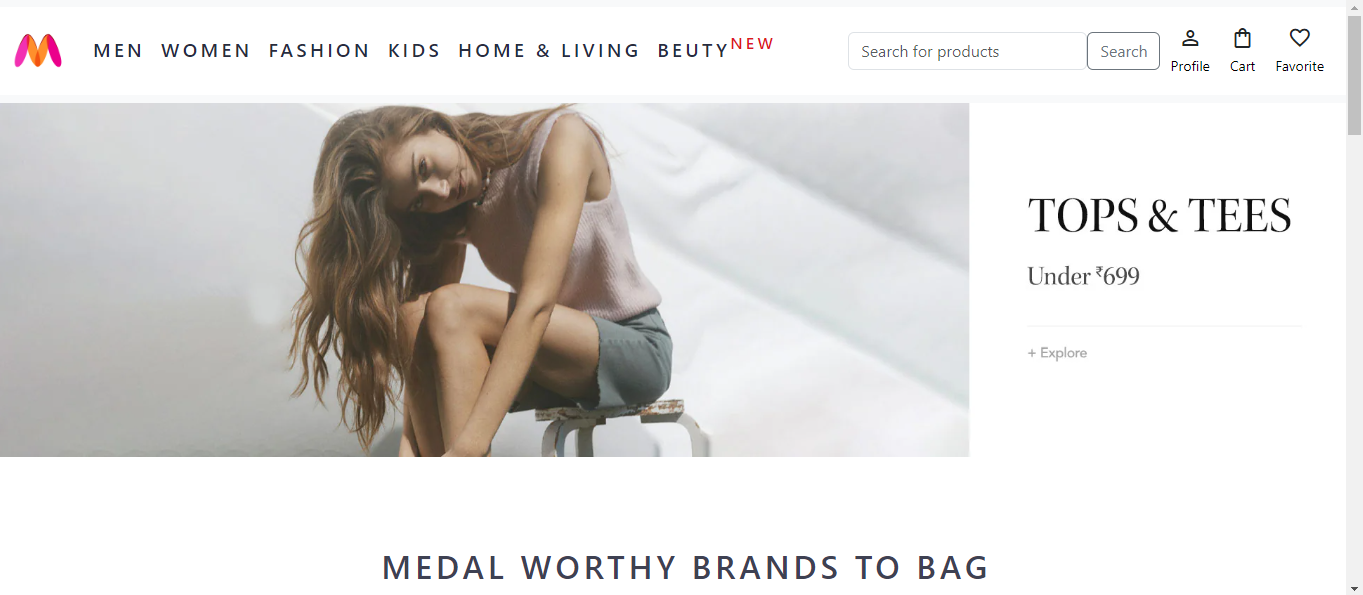 MEN WOMEN FASHION KIDS HOME & LIVING BEUTY NEW Search for products Search
Profile Cart Favorite
TOPS & TEES
Under ₹699
+ Explore
MEDAL WORTHY BRANDS TO BAG